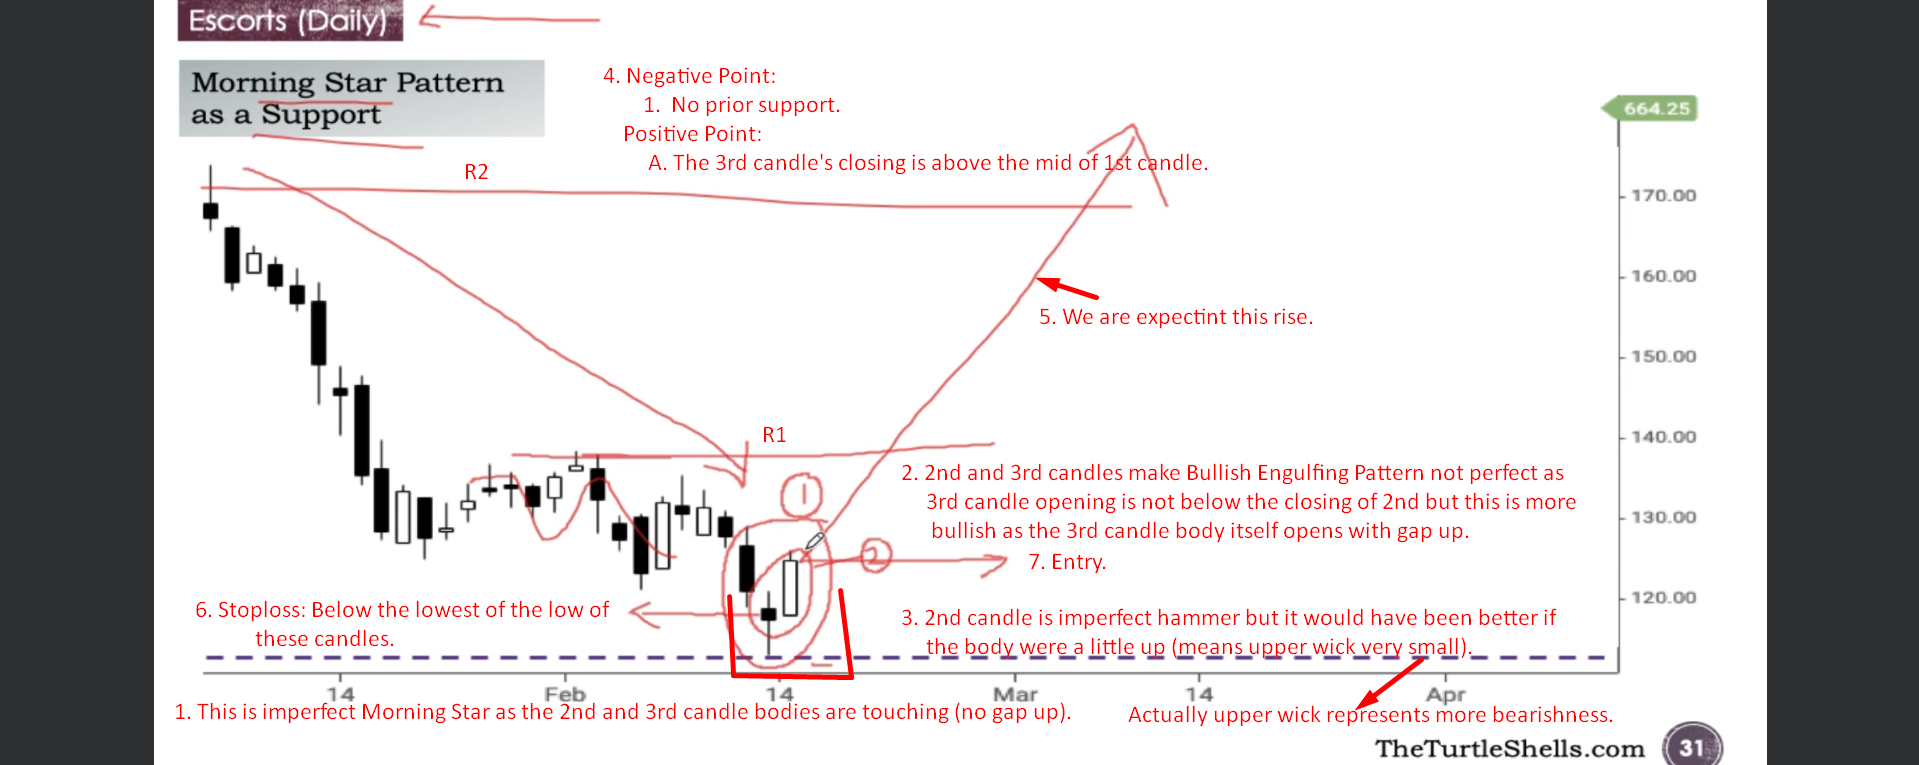 Escorts (Daily)
Morning Star Pattern
as a Support
4. Negative Point:
1. No prior support.
Positive Point:
A. The 3rd candle's closing is above the mid of 1st candle.
664.25
R2
170.00
160.00
5. We are expectint this rise.
150.00
R1
140.00
1
2. 2nd and 3rd candles make Bullish Engulfing Pattern not perfect as
3rd candle opening is not below the closing of 2nd but this is more
bullish as the 3rd candle body itself opens with gap up.
130.00
2
7. Entry.
120.00
6. Stoploss: Below the lowest of the low of
these candles.
3. 2nd candle is imperfect hammer but it would have been better if
the body were a little up (means upper wick very small).
14 Feb 14 Mar 14 Apr
1. This is imperfect Morning Star as the 2nd and 3rd candle bodies are touching (no gap up).
Actually upper wick represents more bearishness.
TheTurtleShells.com 31